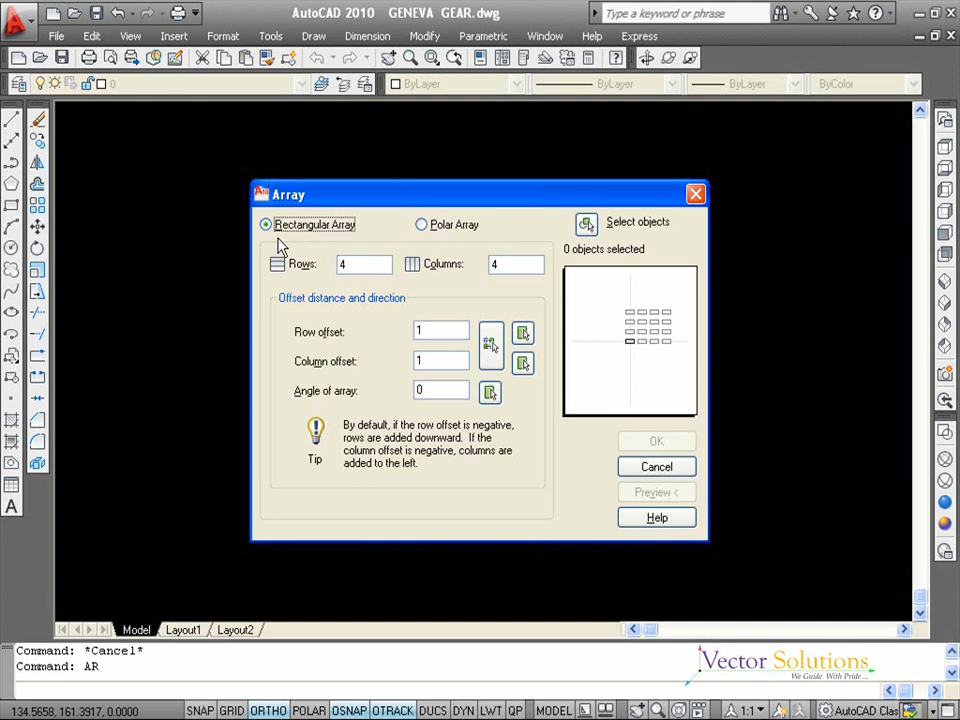 AutoCAD 2010 GENEVA GEAR.dwg
Type a keyword or phrase
File Edit View Insert Format Tools Draw Dimension Modify Parametric Window Help Express
0 ByLayer ByLayer ByLayer ByColor
Array
Rectangular Array Polar Array Select objects
0 objects selected
Rows: 4 Columns: 4
Offset distance and direction
Row offset: 1
Column offset: 1
Angle of array: 0
By default, if the row offset is negative,
rows are added downward. If the
column offset is negative, columns are
added to the left.
Tip
OK
Cancel
Preview <
Help
Model Layout1 Layout2
Command: *Cancel*
Command: AR
Vector Solutions
We Guide With Pride ...
134.5658, 161.3917, 0.0000 SNAP GRID ORTHO POLAR OSNAP OTRACK DUCS DYN LWT QP MODEL 1:1 AutoCAD Clas
A